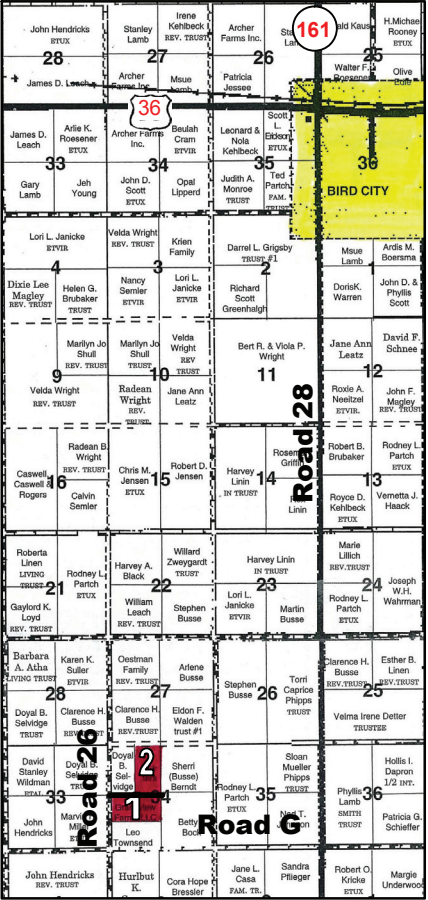 John Hendricks
ETUX
28
James D. Leach
Stanley
Lamb
Irene
Kehlbeck
REV. TRUST
27
Archer
Farms Inc.
Msue
Lamb
Archer
Farms Inc.
26
Patricia
Jessee
161
ald Kaus
H.Michael
Rooney
ETUX
25
Walter F.
Roesener
Olive
36
James D.
Leach
Arlie K.
Roesener
ETUX
33
Gary
Lamb
Jeh
Young
Archer Farms
Inc.
Beulah
Cram
ETVIR
34
John D.
Scott
ETUX
Opal
Lipperd
Leonard &
Nola
Kehlbeck
Scott
L.
ETUX
35
Judith A.
Monroe
TRUST
Ted
Partch
FAM.
TRUST
36
BIRD CITY
Lori L. Janicke
ETVIR
4
Dixie Lee
Magley
REV. TRUST
Helen G.
Brubaker
TRUST
Velda Wright
REV. TRUST
Krien
Family
3
Nancy
Semler
ETVIR
Lori L.
Janicke
ETVIR
Darrel L. Grigsby
TRUST #1
2
Richard
Scott
Greenhalgh
Msue
Lamb
Ardis M.
Boersma
1
DorisK.
Warren
John D. &
Phyllis
Scott
Marilyn Jo
Shull
REV. TRUST
9
Velda Wright
REV. TRUST
Marilyn Jo
Shull
REV. TRUST
Velda
Wright
REV
TRUST
10
Radean
Wright
REV.
TRUST
Jane Ann
Leatz
Bert R. & Viola P.
Wright
11
Jane Ann
Leatz
David F.
Schnee
12
Roxie A.
Neeitzel
ETVIR.
John F.
Magley
REV. TRUST
Road 28
Radean B.
Wright
REV. TRUST
Caswell,
Caswell &
Rogers
16
Calvin
Semler
Chris M.
Jensen
ETUX
15
Robert D.
Jensen
Harvey
Linin
IN TRUST
14
Linin
Robert B.
Brubaker
Rodney L.
Partch
ETUX
13
Royce D.
Kehlbeck
ETUX
Vernetta J.
Haack
Roberta
Linen
LIVING
TRUST
Rodney L.
Partch
ETUX
21
Gaylord K.
Loyd
REV. TRUST
Harvey A.
Black
Willard
Zweygardt
TRUST
22
William
Leach
REV. TRUST
Stephen
Busse
Harvey Linin
IN TRUST
23
Lori L.
Janicke
ETVIR
Martin
Busse
Marie
Lillich
REV.TRUST
24
Joseph
W.H.
Wahrman
Rodney L.
Partch
ETUX
Barbara
A. Atha
LIVING TRUST
Karen K.
Suller
ETVIR
28
Doyal B.
Selvidge
TRUST
Clarence H.
Busse
REV.TRUST
Oestman
Family
REV. TRUST
Arlene
Busse
27
Clarence H.
Busse
REV.TRUST
Eldon F.
Walden
trust #1
Stephen
Busse
26
Torri
Caprice
Phipps
TRUST
Clarence H.
Busse
REV.TRUST
Esther B.
Linen
REV.TRUST
25
Velma Irene Detter
TRUSTEE
Road 26
David
Stanley
Wildman
ETAL
Doyal B.
TRUST
33
John
Hendricks
ETUX
Doyal
B.
Sel-
vidge
2
Sherri
(Busse)
Berndt
34
1
Leo
Townsend
Road G
Sloan
Mueller
Phipps
TRUST
Rodney L.
Partch
ETUX
35
Hollis I.
Dapron
1/2 INT.
Phyllis
Lamb
SMITH
TRUST
36
Patricia G.
Schieffer
John Hendricks
REV. TRUST
Hurlbut
K.
Cora Hope
Bressler
Jane L.
Casa
FAM. TR.
Sandra
Pflieger
Robert O.
Kricke
ETUX
Margie
Underwood